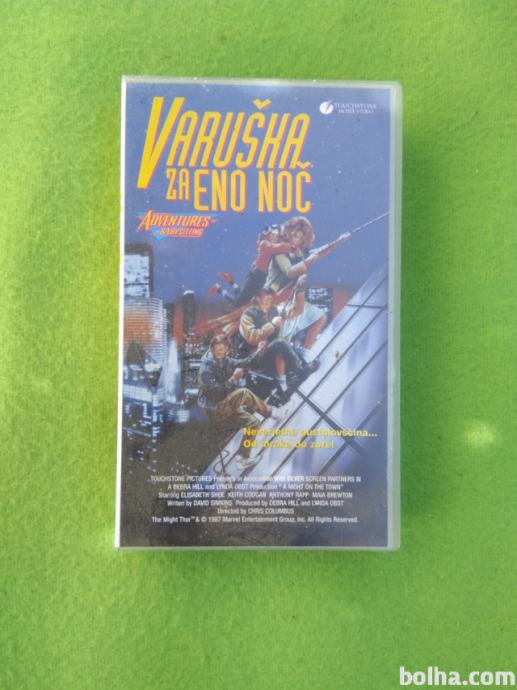 TOUCHSTONE
HOME VIDEO
VARUŠKA
ZA ENO NOČ
ADVENTURES
IN BABYSITTING
Neverjetna pustolovščina...
Od mraka do zore!
TOUCHSTONE PICTURES Presents in Association with SILVER SCREEN PARTNERS III
A DEBRA HILL and LYNDA OBST Production "A NIGHT ON THE TOWN"
Starring ELISABETH SHUE KEITH COOGAN ANTHONY RAPP MAIA BREWTON
Written by DAVID SIMKINS Produced by DEBRA HILL and LYNDA OBST
Directed by CHRIS COLUMBUS
The Might Thor™ & © 1987 Marvel Entertainment Group, Inc. All Rights Reserved.
bolha.com